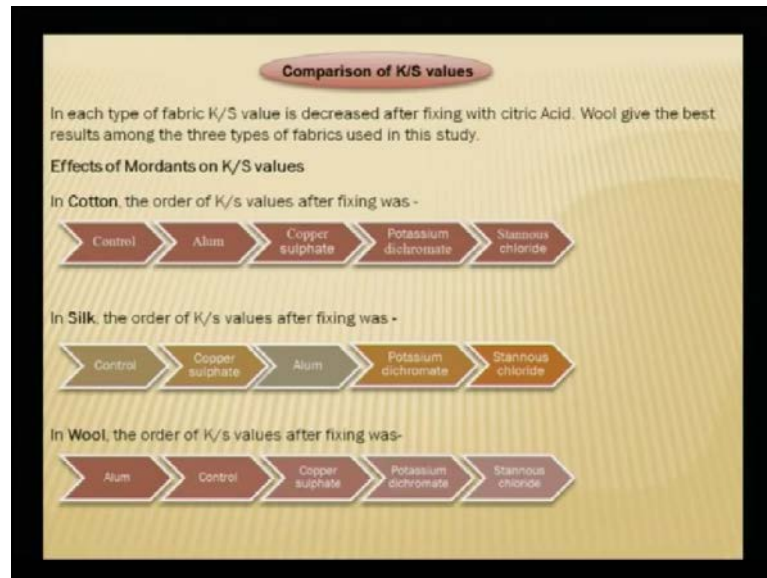 Comparison of K/S values
In each type of fabric K/S value is decreased after fixing with citric Acid. Wool give the best
results among the three types of fabrics used in this study.
Effects of Mordants on K/S values
In Cotton, the order of K/s values after fixing was -
Control Alum Copper sulphate Potassium dichromate Stannous chloride
In Silk, the order of K/s values after fixing was -
Control Copper sulphate Alum Potassium dichromate Stannous chloride
In Wool, the order of K/s values after fixing was-
Alum Control Copper sulphate Potassium dichromate Stannous chloride